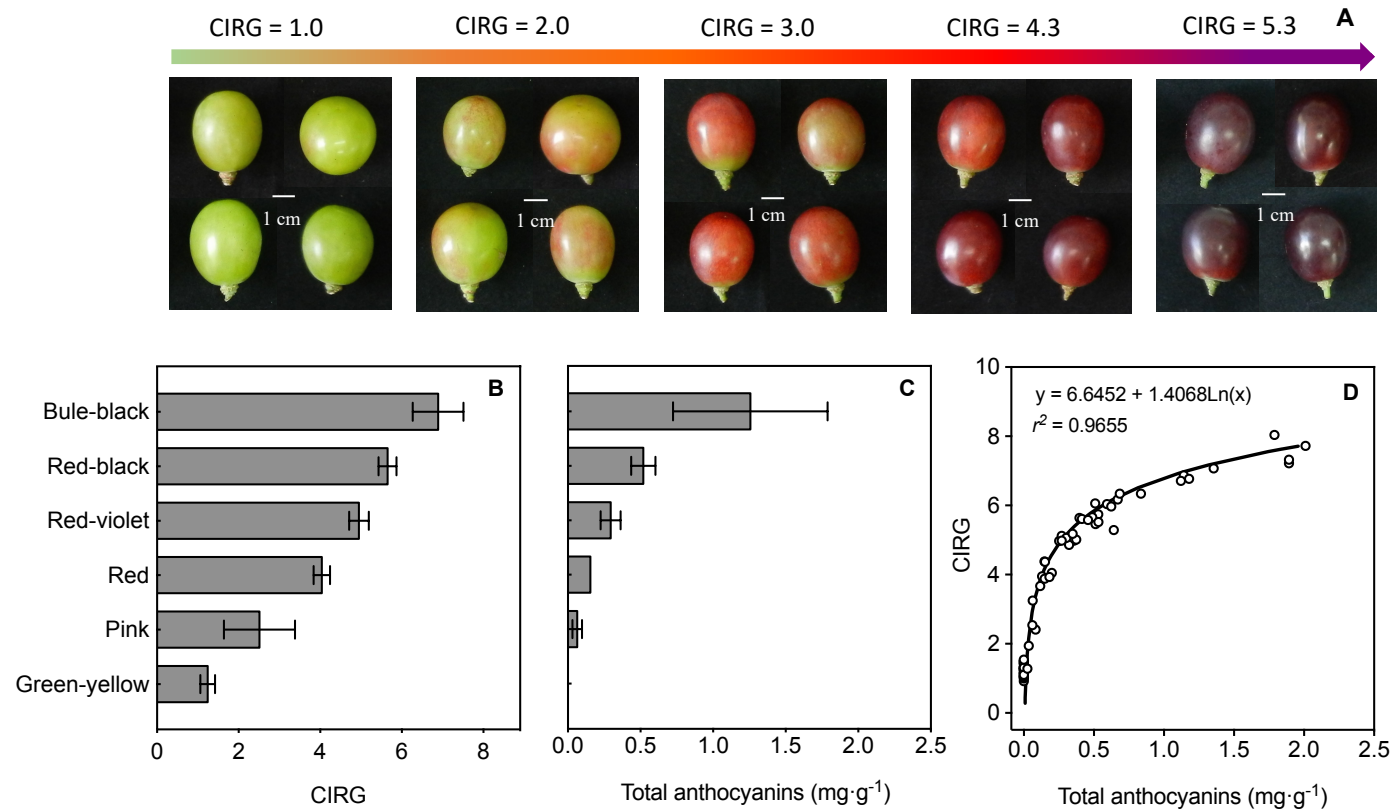 CIRG = 1.0
CIRG = 2.0
CIRG = 3.0
CIRG = 4.3
CIRG = 5.3
A
1 cm
1 cm
1 cm
1 cm
1 cm
B
Bule-black
Red-black
Red-violet
Red
Pink
Green-yellow
0 2 4 6 8
CIRG
C
0.0 0.5 1.0 1.5 2.0 2.5
Total anthocyanins (mg·g⁻¹)
D
y = 6.6452 + 1.4068Ln(x)
r² = 0.9655
CIRG
10
8
6
4
2
0
0.0 0.5 1.0 1.5 2.0 2.5
Total anthocyanins (mg·g⁻¹)